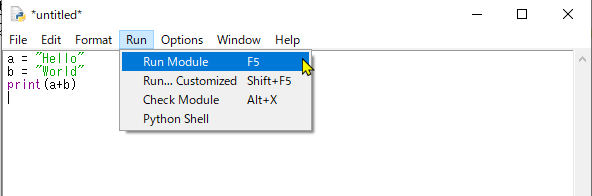 *untitled*
File Edit Format Run Options Window Help
a = "Hello"
b = "World"
print(a+b)
Run Module F5
Run... Customized Shift+F5
Check Module Alt+X
Python Shell